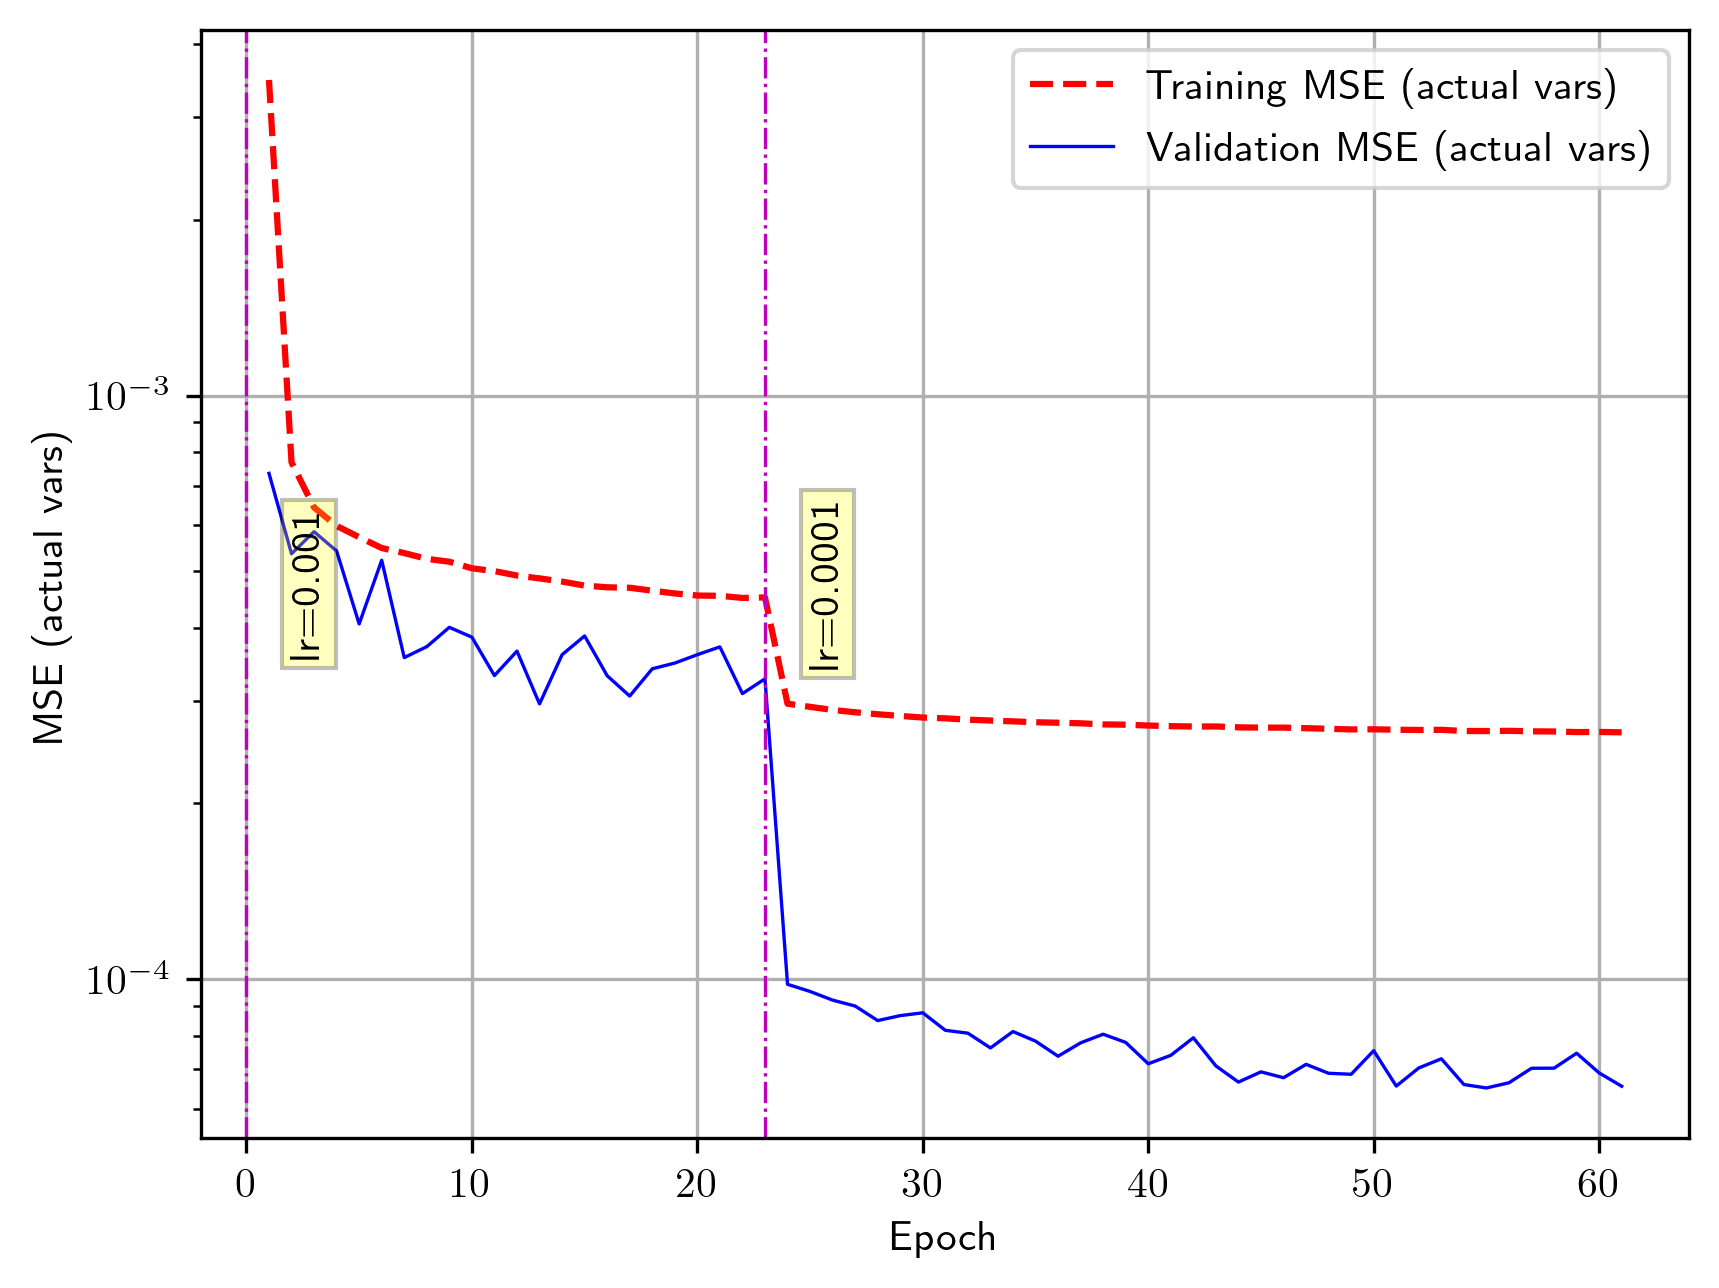 Training MSE (actual vars)
Validation MSE (actual vars)
MSE (actual vars)
10⁻³
10⁻⁴
lr=0.001
lr=0.0001
0 10 20 30 40 50 60
Epoch